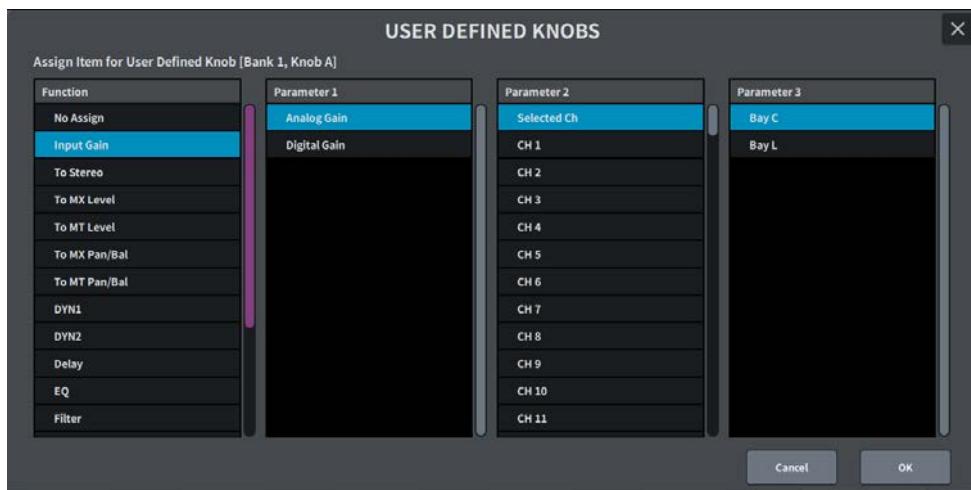 USER DEFINED KNOBS
Assign Item for User Defined Knob [Bank 1, Knob A]
Function
No Assign
Input Gain
To Stereo
To MX Level
To MT Level
To MX Pan/Bal
To MT Pan/Bal
DYN1
DYN2
Delay
EQ
Filter
Parameter 1
Analog Gain
Digital Gain
Parameter 2
Selected Ch
CH 1
CH 2
CH 3
CH 4
CH 5
CH 6
CH 7
CH 8
CH 9
CH 10
CH 11
Parameter 3
Bay C
Bay L
Cancel
OK